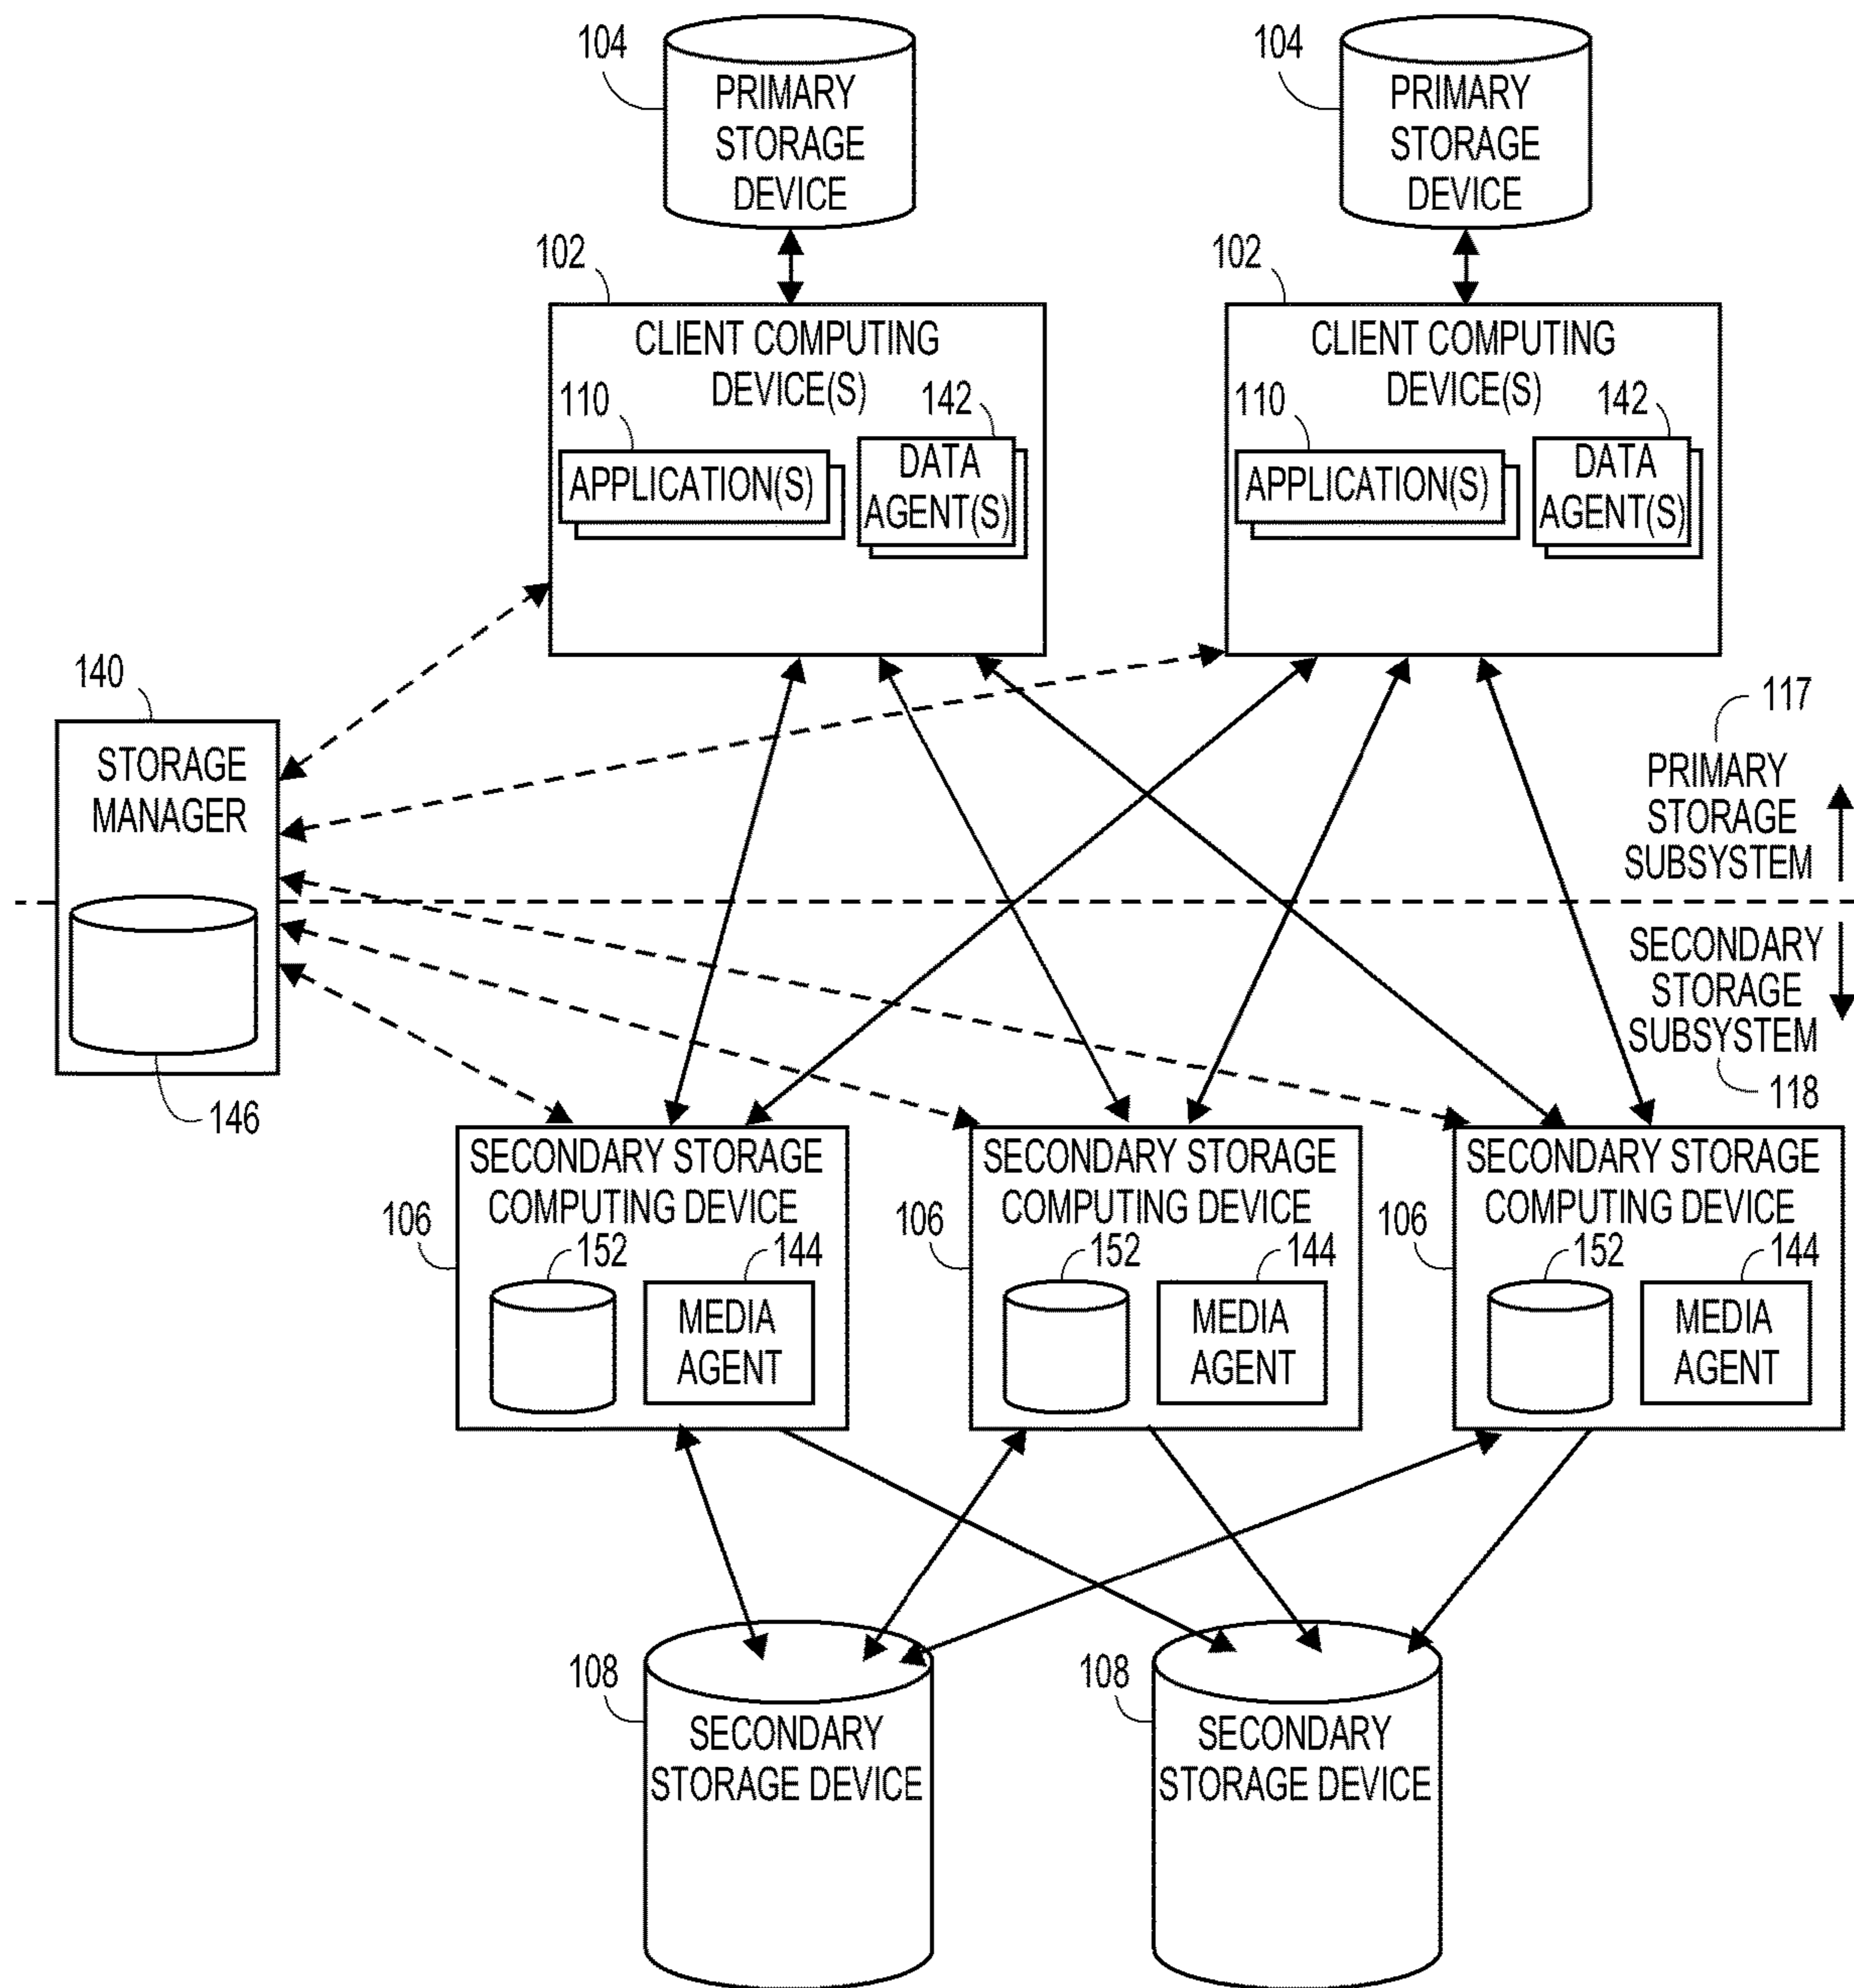 104
PRIMARY
STORAGE
DEVICE
104
PRIMARY
STORAGE
DEVICE
102
CLIENT COMPUTING
DEVICE(S)
110
142
APPLICATION(S)
DATA
AGENT(S)
102
CLIENT COMPUTING
DEVICE(S)
110
142
APPLICATION(S)
DATA
AGENT(S)
140
STORAGE
MANAGER
146
117
PRIMARY
STORAGE
SUBSYSTEM
SECONDARY
STORAGE
SUBSYSTEM
118
SECONDARY STORAGE
COMPUTING DEVICE
106
152
144
MEDIA
AGENT
SECONDARY STORAGE
COMPUTING DEVICE
106
152
144
MEDIA
AGENT
SECONDARY STORAGE
COMPUTING DEVICE
106
152
144
MEDIA
AGENT
108
SECONDARY
STORAGE DEVICE
108
SECONDARY
STORAGE DEVICE